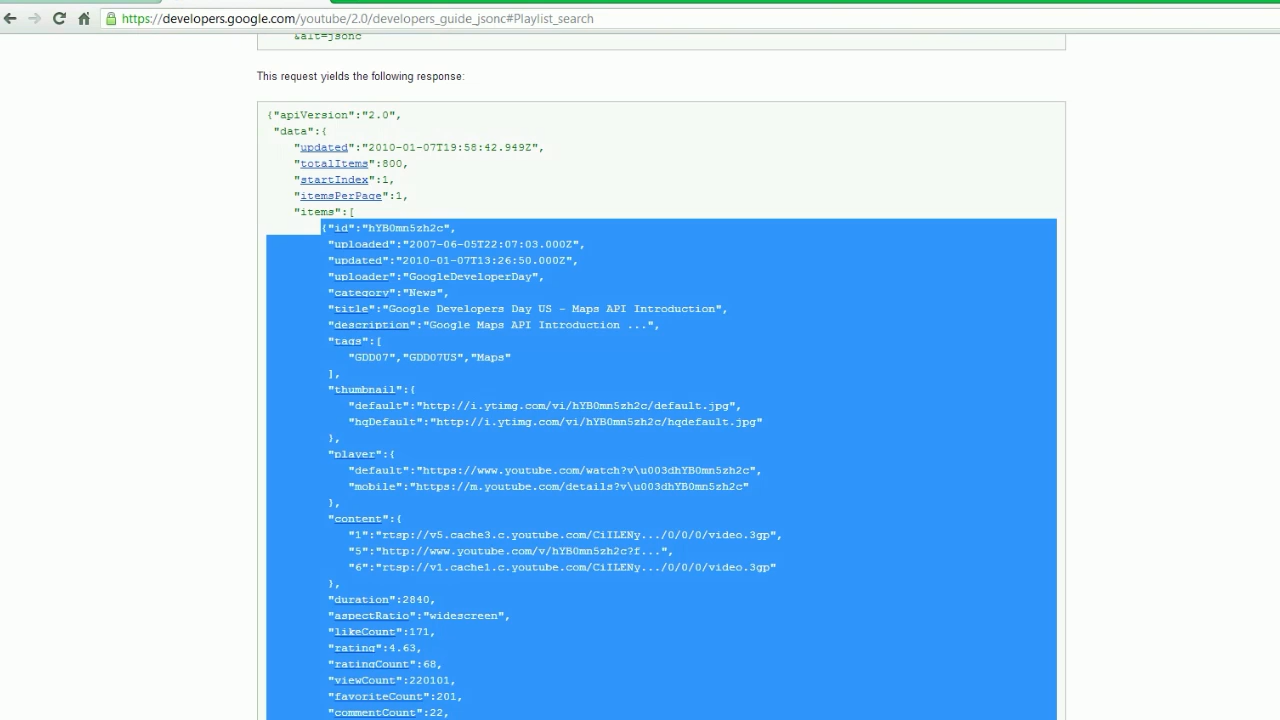 https://developers.google.com/youtube/2.0/developers_guide_jsonc#Playlist_search
&alt=jsonc
This request yields the following response:
{"apiVersion":"2.0",
"data":{
"updated":"2010-01-07T19:58:42.949Z",
"totalItems":800,
"startIndex":1,
"itemsPerPage":1,
"items":[
{"id":"hYB0mn5zh2c",
"uploaded":"2007-06-05T22:07:03.000Z",
"updated":"2010-01-07T13:26:50.000Z",
"uploader":"GoogleDeveloperDay",
"category":"News",
"title":"Google Developers Day US - Maps API Introduction",
"description":"Google Maps API Introduction ...",
"tags":[
"GDD07","GDD07US","Maps"
],
"thumbnail":{
"default":"http://i.ytimg.com/vi/hYB0mn5zh2c/default.jpg",
"hqDefault":"http://i.ytimg.com/vi/hYB0mn5zh2c/hqdefault.jpg"
},
"player":{
"default":"https://www.youtube.com/watch?v\u003dhYB0mn5zh2c",
"mobile":"https://m.youtube.com/details?v\u003dhYB0mn5zh2c"
},
"content":{
"1":"rtsp://v5.cache3.c.youtube.com/CiILENy.../0/0/0/video.3gp",
"5":"http://www.youtube.com/v/hYB0mn5zh2c?f...",
"6":"rtsp://v1.cache1.c.youtube.com/CiILENy.../0/0/0/video.3gp"
},
"duration":2840,
"aspectRatio":"widescreen",
"likeCount":171,
"rating":4.63,
"ratingCount":68,
"viewCount":220101,
"favoriteCount":201,
"commentCount":22,